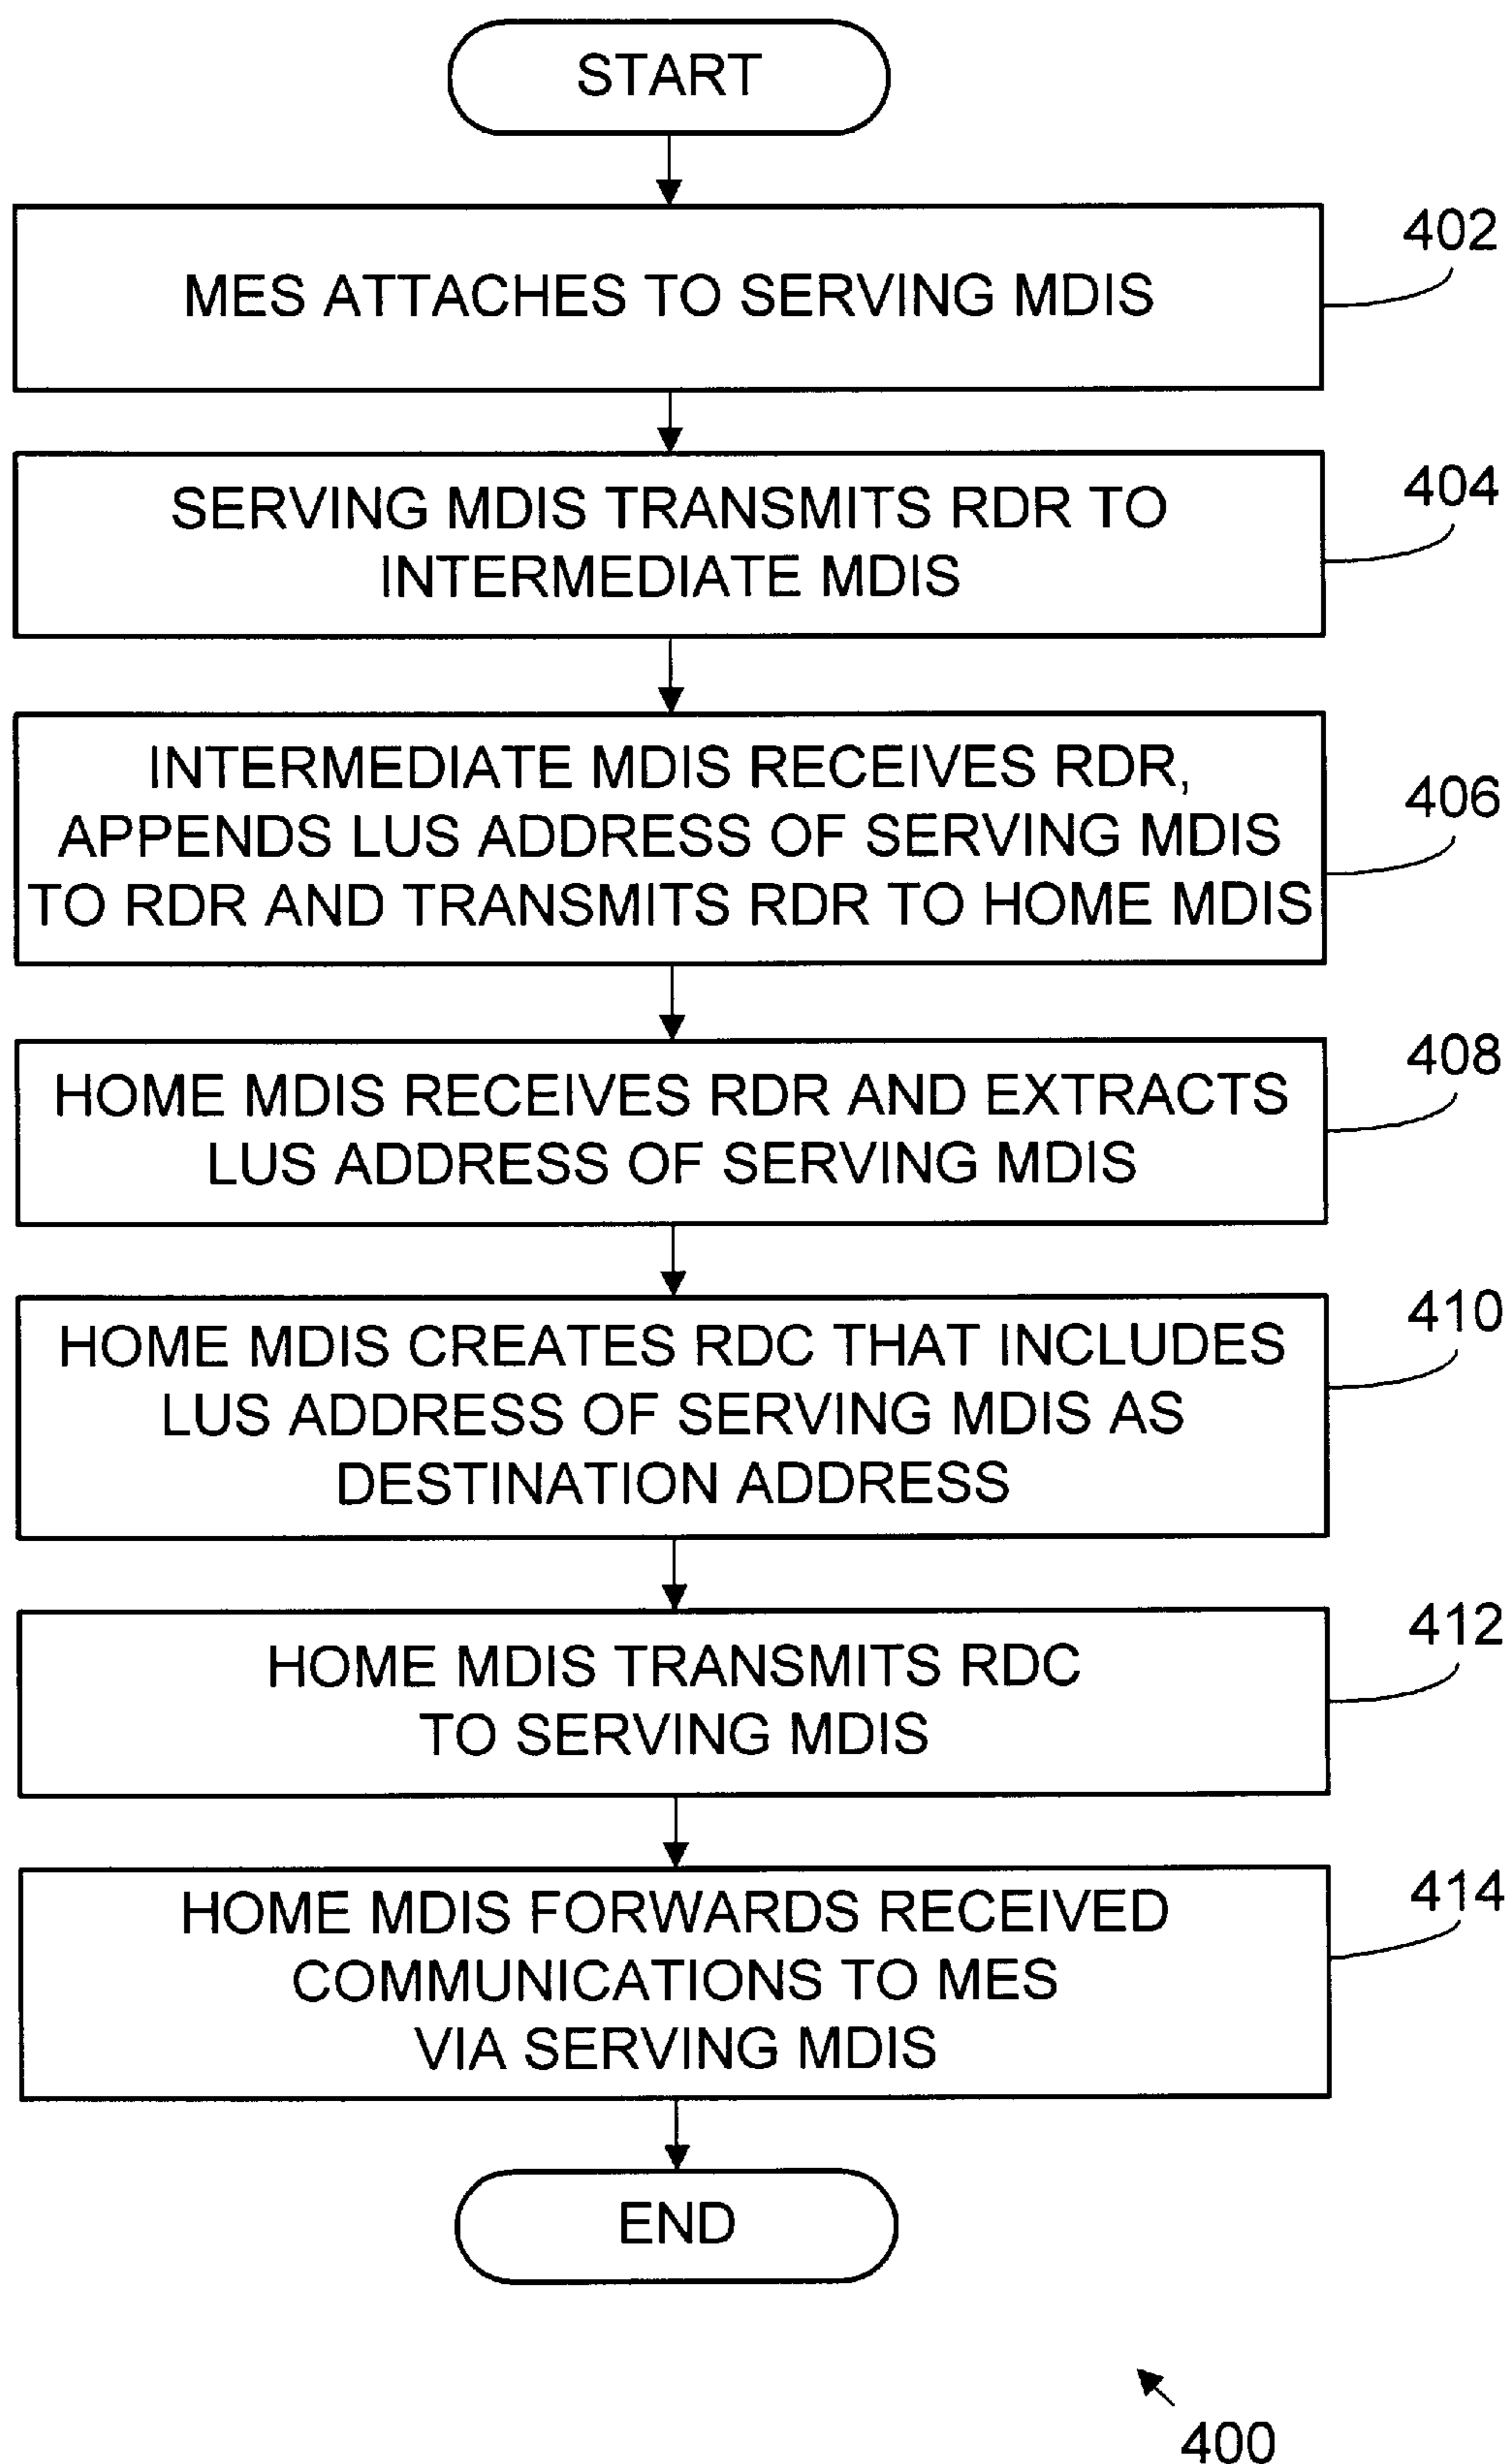 START
402
MES ATTACHES TO SERVING MDIS
404
SERVING MDIS TRANSMITS RDR TO
INTERMEDIATE MDIS
406
INTERMEDIATE MDIS RECEIVES RDR,
APPENDS LUS ADDRESS OF SERVING MDIS
TO RDR AND TRANSMITS RDR TO HOME MDIS
408
HOME MDIS RECEIVES RDR AND EXTRACTS
LUS ADDRESS OF SERVING MDIS
410
HOME MDIS CREATES RDC THAT INCLUDES
LUS ADDRESS OF SERVING MDIS AS
DESTINATION ADDRESS
412
HOME MDIS TRANSMITS RDC
TO SERVING MDIS
414
HOME MDIS FORWARDS RECEIVED
COMMUNICATIONS TO MES
VIA SERVING MDIS
END
400